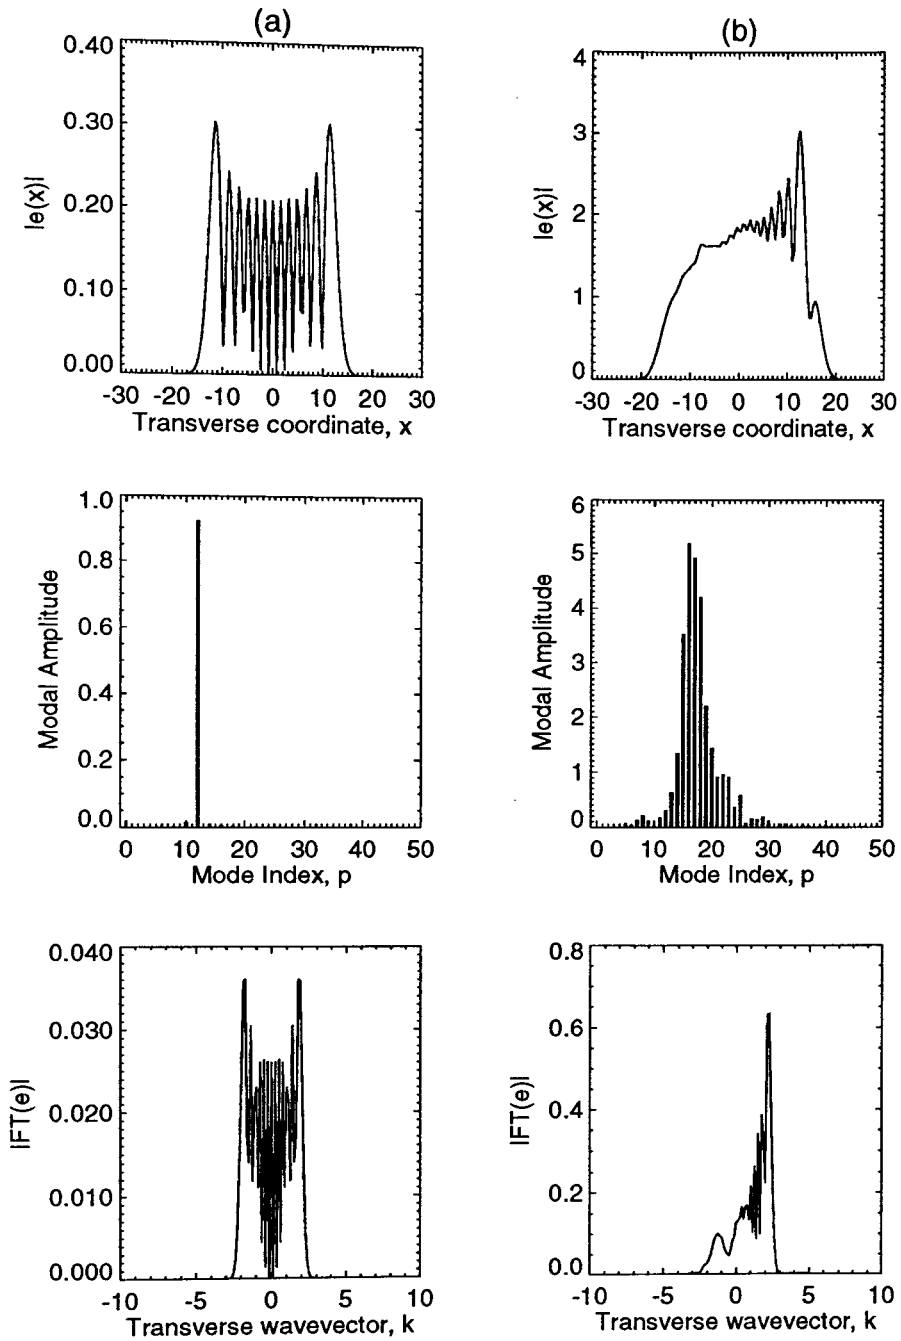 (a)
0.40
0.30
0.20
0.10
0.00
|e(x)|
-30 -20 -10 0 10 20 30
Transverse coordinate, x
(b)
4
3
2
1
0
|e(x)|
-30 -20 -10 0 10 20 30
Transverse coordinate, x
1.0
0.8
0.6
0.4
0.2
0.0
Modal Amplitude
0 10 20 30 40 50
Mode Index, p
6
5
4
3
2
1
0
Modal Amplitude
0 10 20 30 40 50
Mode Index, p
0.040
0.030
0.020
0.010
0.000
|FT(e)|
-10 -5 0 5 10
Transverse wavevector, k
0.8
0.6
0.4
0.2
0.0
|FT(e)|
-10 -5 0 5 10
Transverse wavevector, k